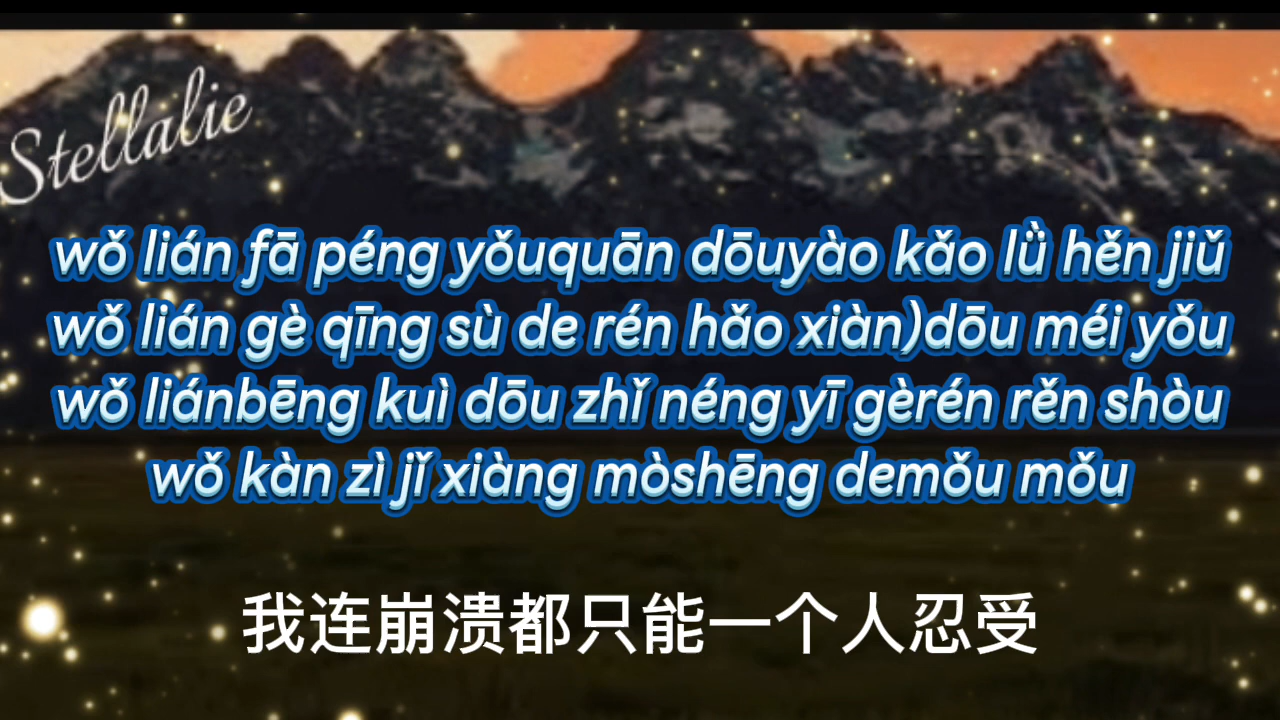 Stellalie
wǒ lián fā péng yǒuquān dōuyào kǎo lǜ hěn jiǔ
wǒ lián gè qīng sù de rén hǎo xiàn)dōu méi yǒu
wǒ liánbēng kuì dōu zhǐ néng yī gèrén rěn shòu
wǒ kàn zì jǐ xiàng mòshēng demǒu mǒu
我连崩溃都只能一个人忍受